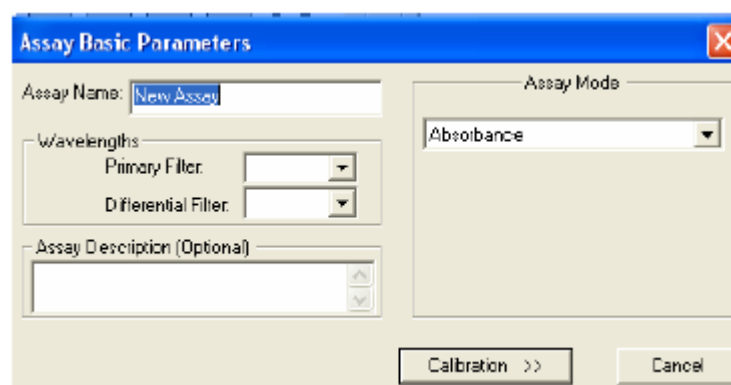 Assay Basic Parameters
Assay Name: New Assay
Wavelengths
Primary Filter:
Differential Filter:
Assay Description (Optional)
Assay Mode
Absorbance
Calibration >>
Cancel